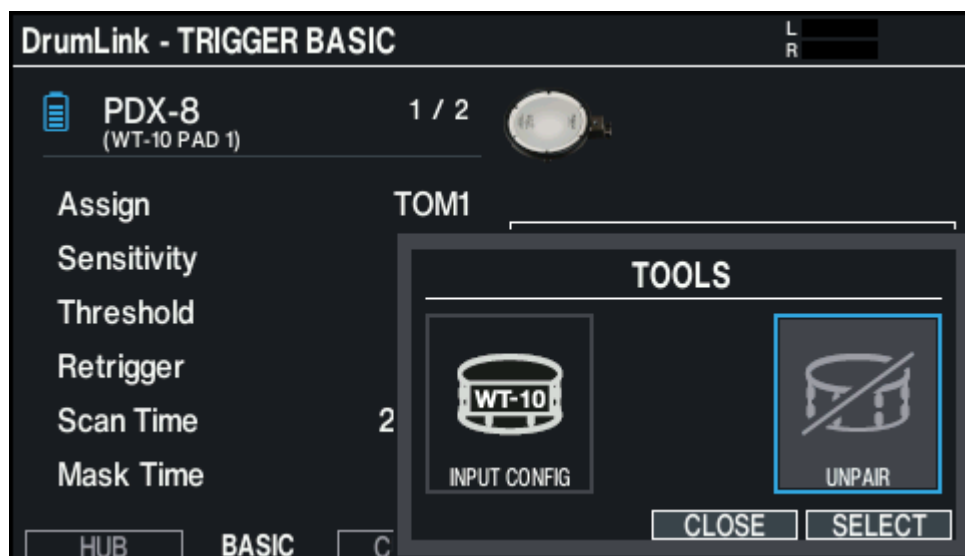 DrumLink - TRIGGER BASIC
L
R
PDX-8 1 / 2
(WT-10 PAD 1)
Assign TOM1
Sensitivity
Threshold
Retrigger
Scan Time 2
Mask Time
TOOLS
WT-10
INPUT CONFIG UNPAIR
CLOSE SELECT
HUB BASIC C